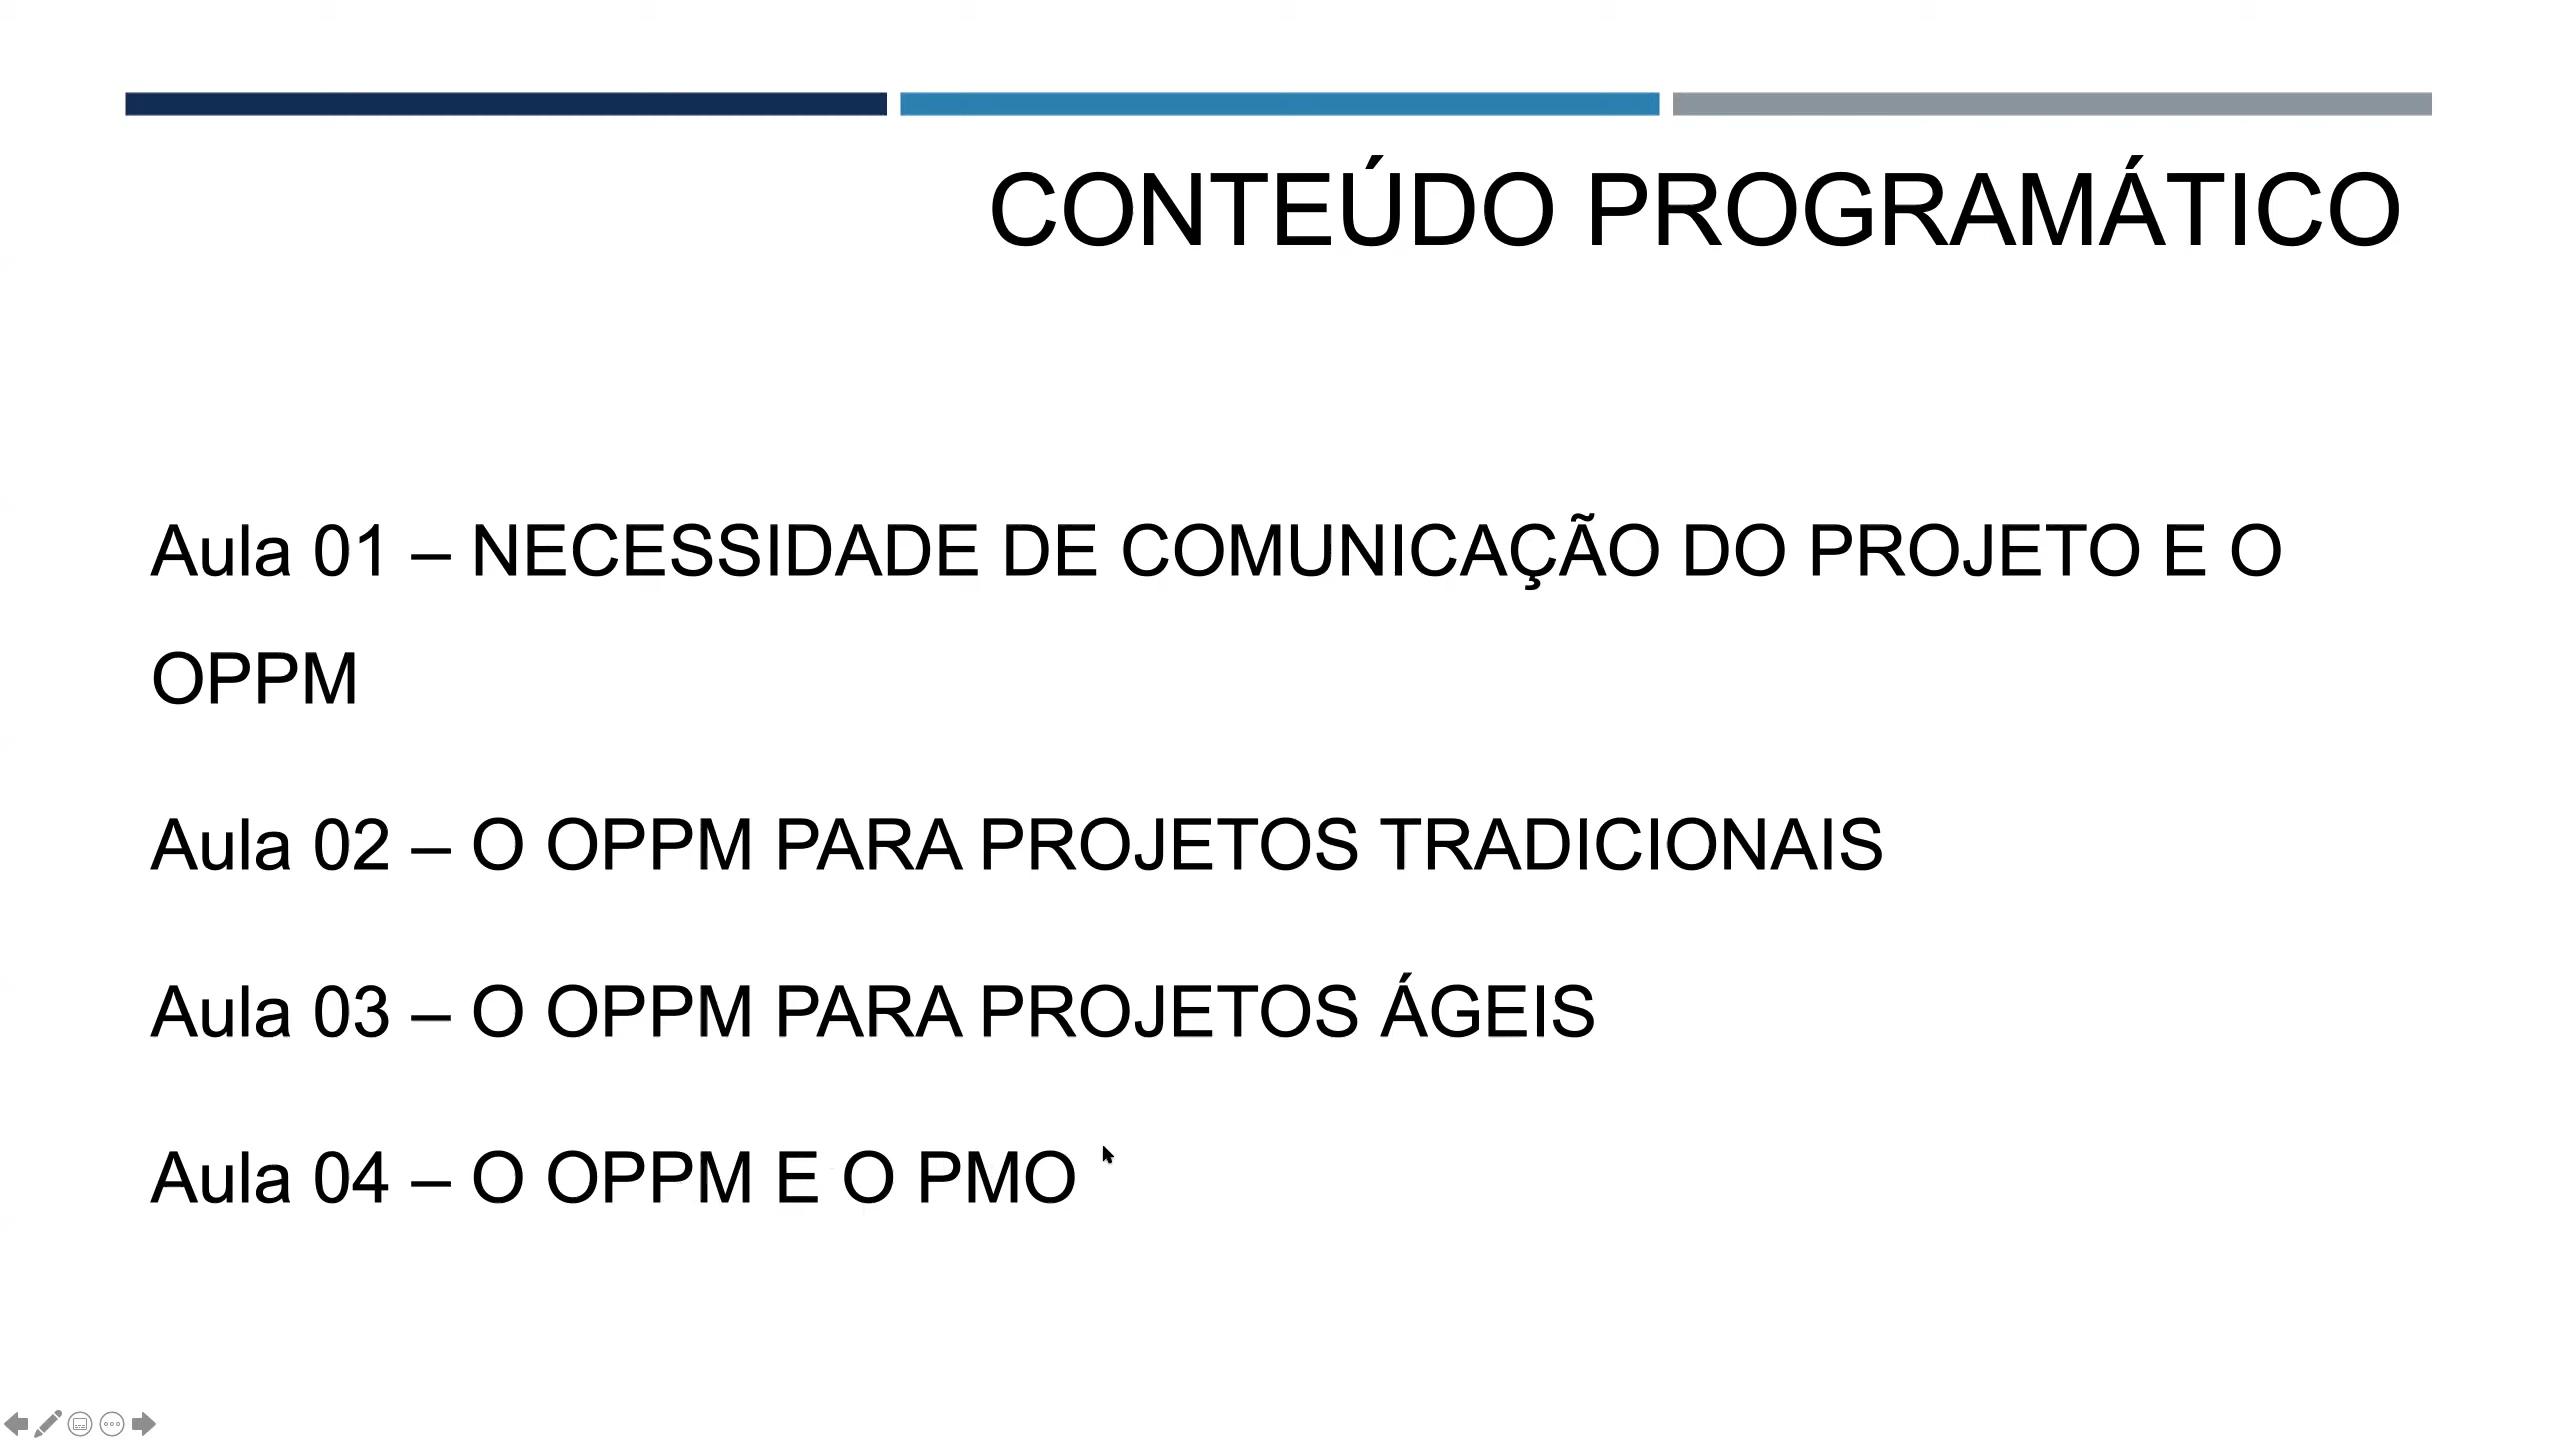 CONTEÚDO PROGRAMÁTICO
Aula 01 – NECESSIDADE DE COMUNICAÇÃO DO PROJETO E O
OPPM
Aula 02 – O OPPM PARA PROJETOS TRADICIONAIS
Aula 03 – O OPPM PARA PROJETOS ÁGEIS
Aula 04 – O OPPM E O PMO